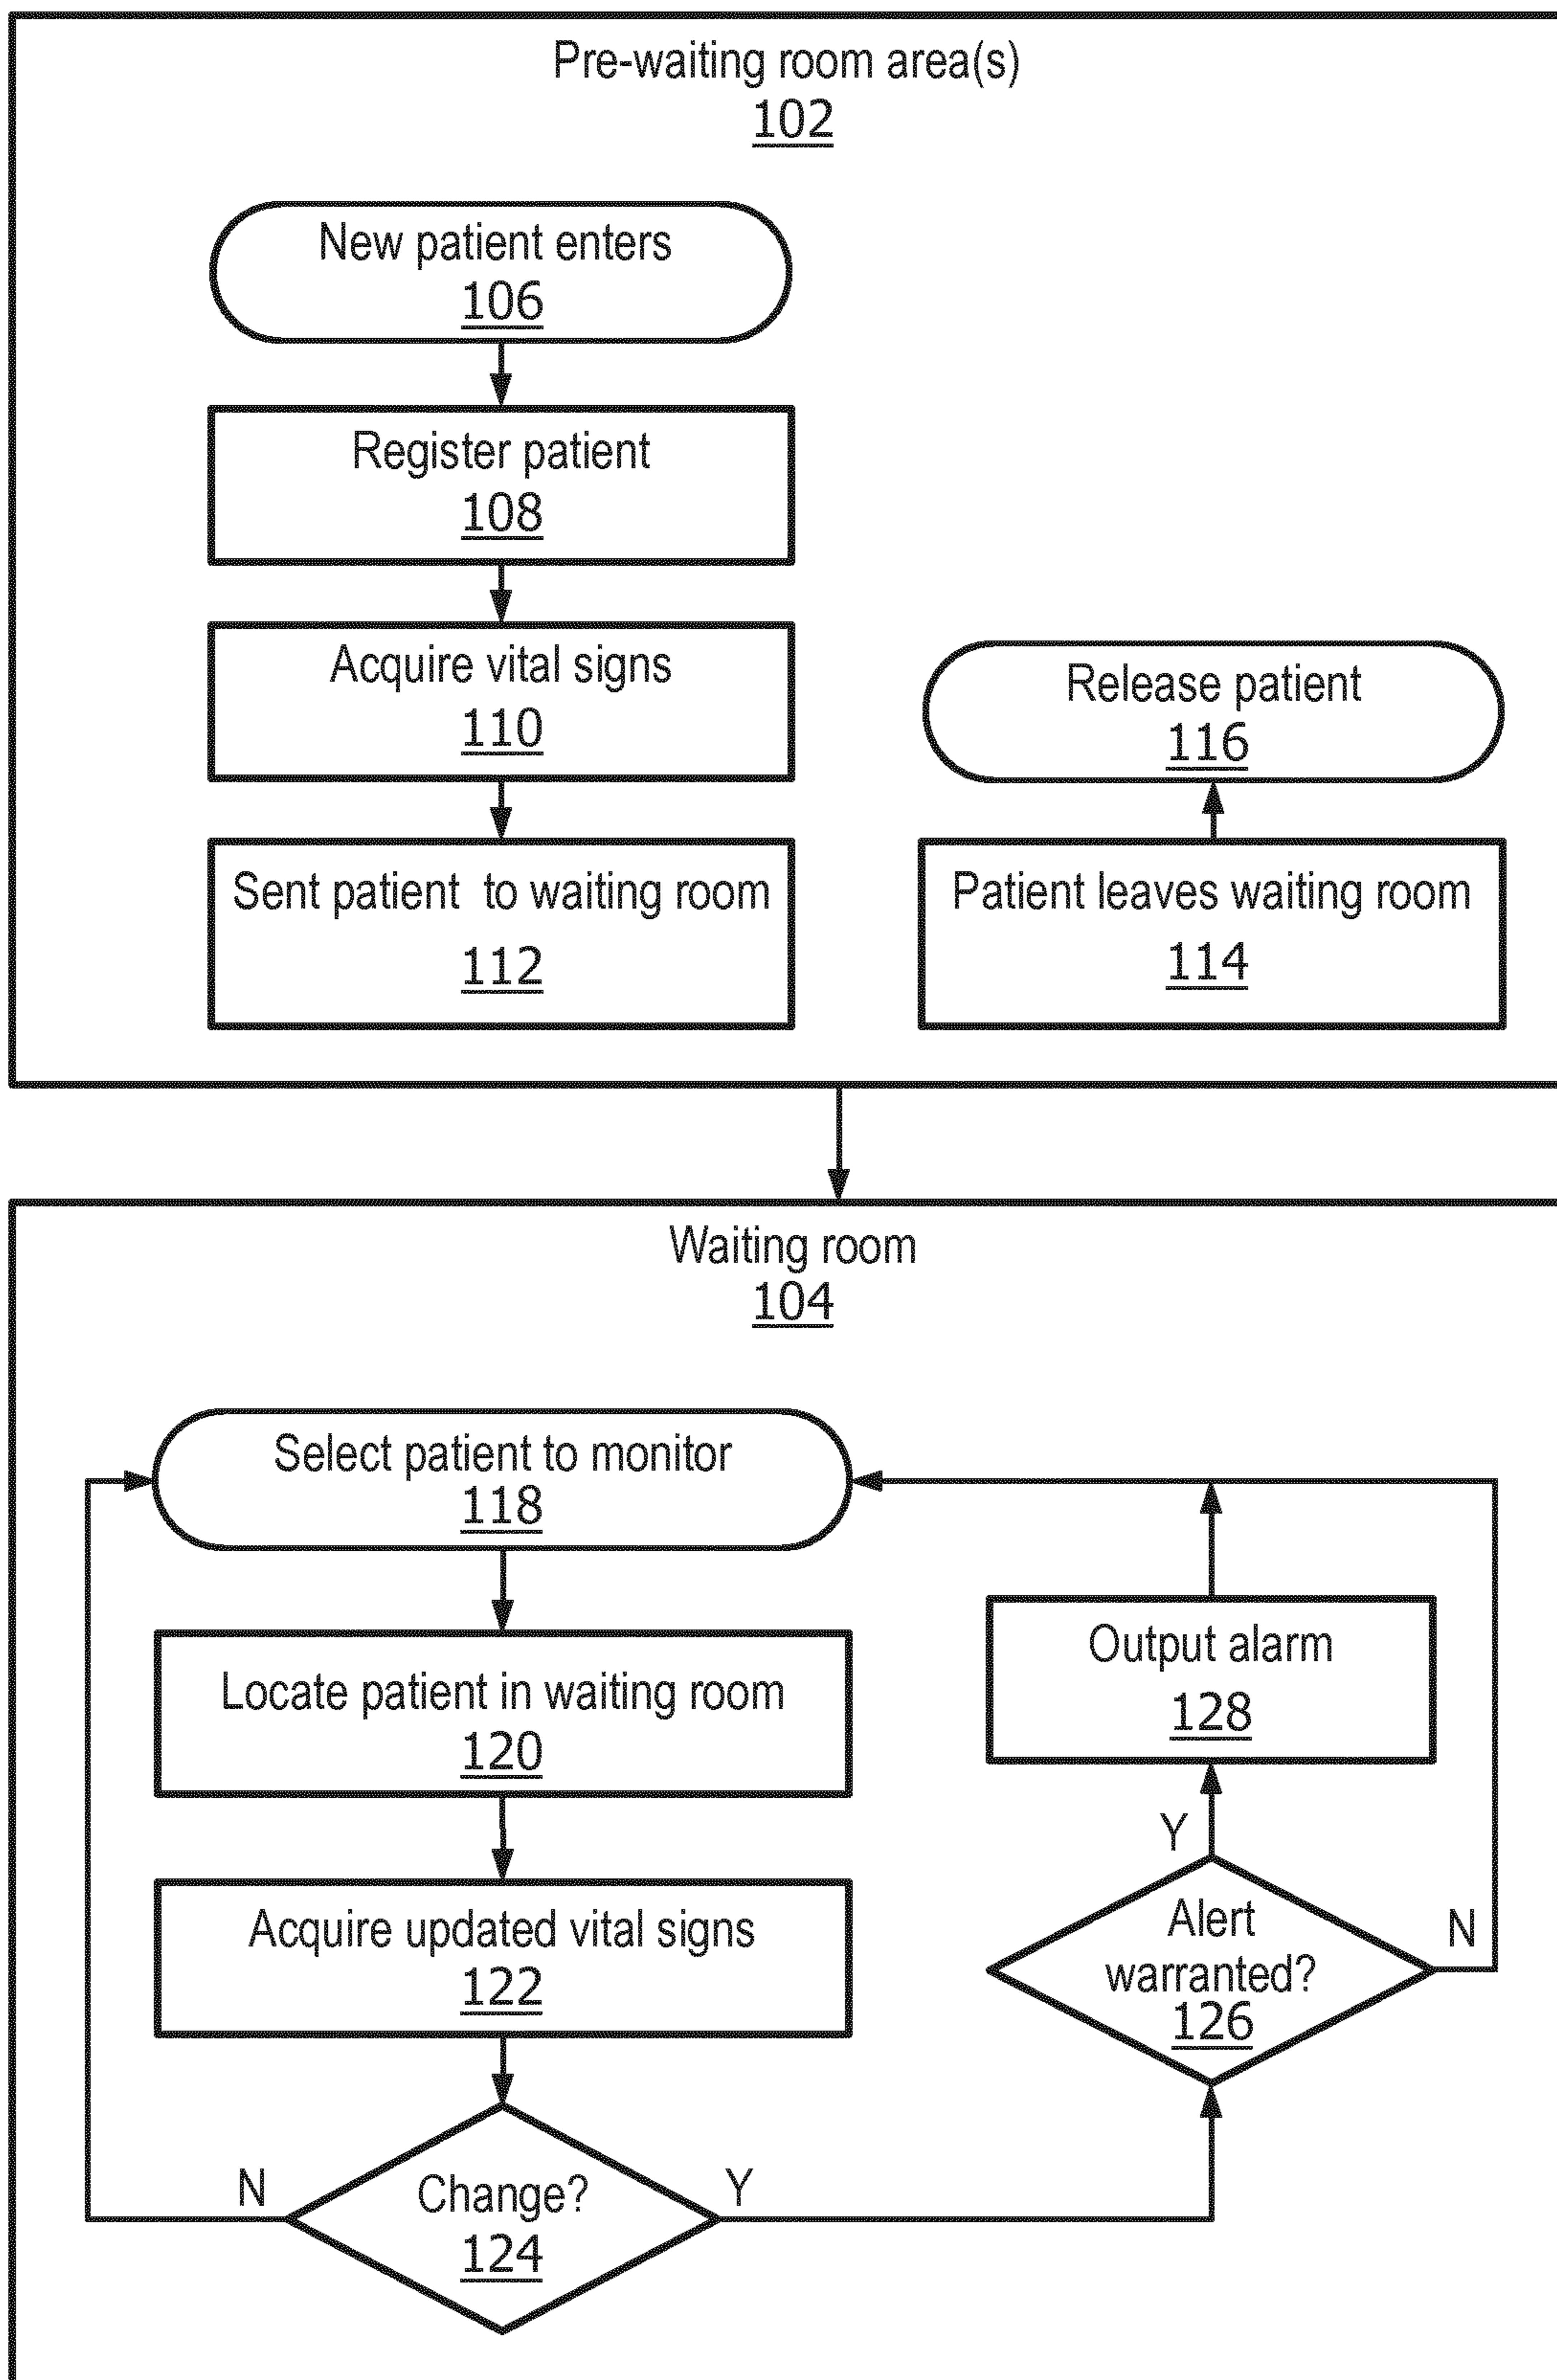 Pre-waiting room area(s)
102
New patient enters
106
Register patient
108
Acquire vital signs
110
Sent patient to waiting room
112
Release patient
116
Patient leaves waiting room
114
Waiting room
104
Select patient to monitor
118
Locate patient in waiting room
120
Acquire updated vital signs
122
Change?
124
N
Y
Output alarm
128
Y
Alert
warranted?
126
N